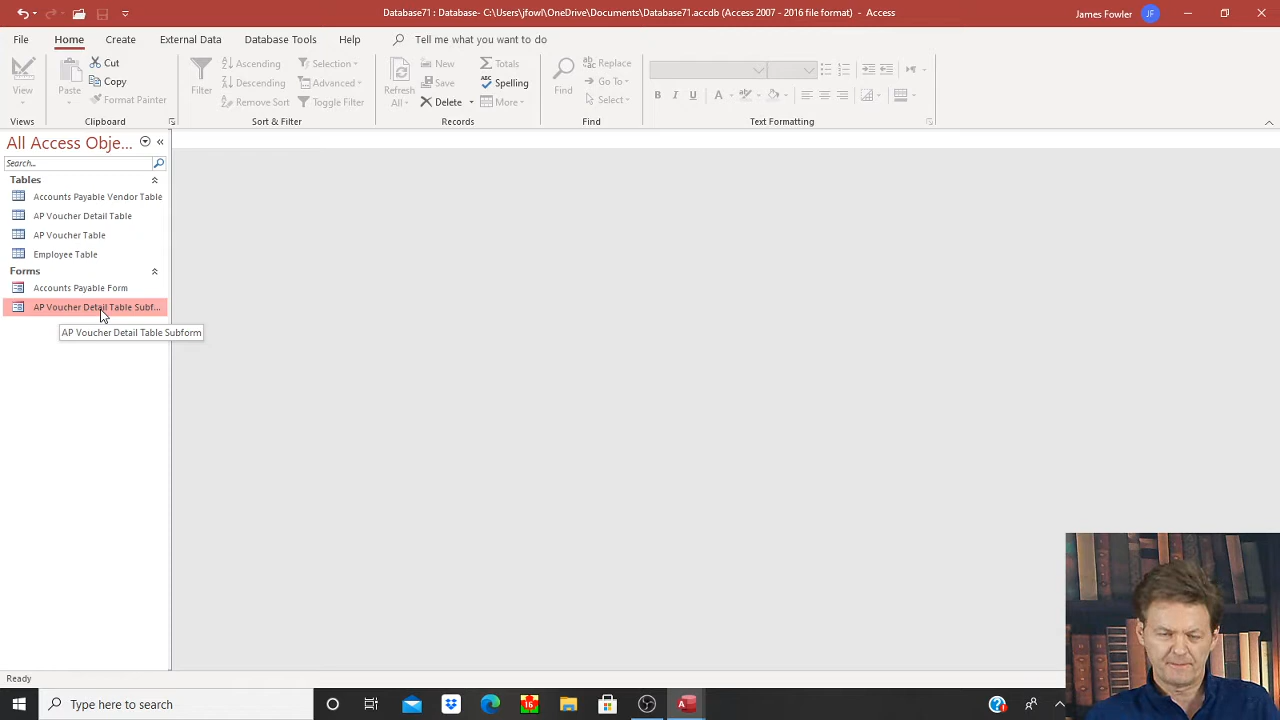 Database71 : Database- C:\Users\jfowl\OneDrive\Documents\Database71.accdb (Access 2007 - 2016 file format) - Access
James Fowler JF
File Home Create External Data Database Tools Help Tell me what you want to do
View
Views
Paste
Cut
Copy
Format Painter
Clipboard
Filter
Ascending
Descending
Remove Sort
Selection
Advanced
Toggle Filter
Sort & Filter
Refresh
All
New
Save
Delete
Totals
Spelling
More
Records
Find
Replace
Go To
Select
Find
B I U A
Text Formatting
All Access Obje...
Search...
Tables
Accounts Payable Vendor Table
AP Voucher Detail Table
AP Voucher Table
Employee Table
Forms
Accounts Payable Form
AP Voucher Detail Table Subf...
AP Voucher Detail Table Subform
Ready
Type here to search
16
A